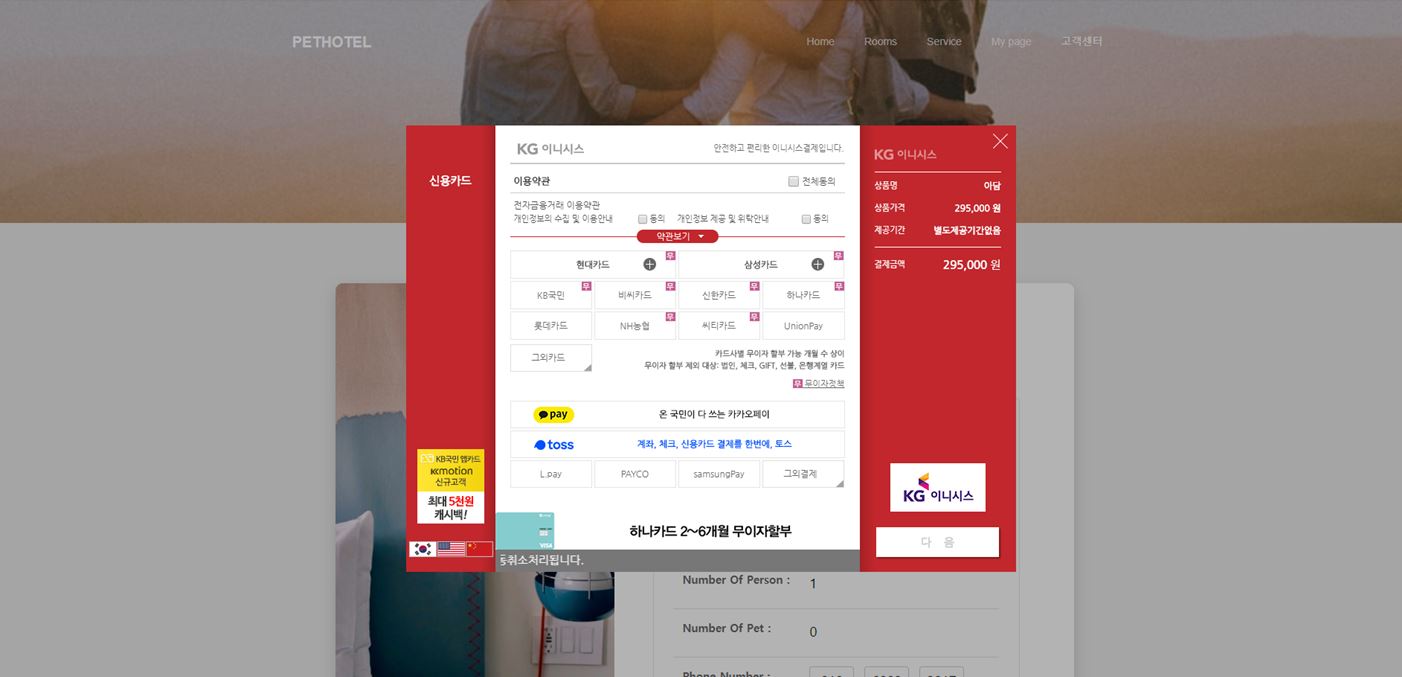 PETHOTEL
Home Rooms Service My page 고객센터
신용카드
KG 이니시스
안전하고 편리한 이니시스결제입니다.
이용약관
전체동의
전자금융거래 이용약관
개인정보의 수집 및 이용안내 동의 개인정보 제공 및 위탁안내 동의
약관보기
현대카드 우 삼성카드 우
KB국민 우 비씨카드 우 신한카드 우 하나카드 우
롯데카드 NH농협 우 씨티카드 우 UnionPay
그외카드
카드사별 무이자 할부 가능 개월 수 상이
무이자 할부 제외 대상: 법인, 체크, GIFT, 선불, 은행계열 카드
우 무이자정책
pay 온 국민이 다 쓰는 카카오페이
toss 계좌, 체크, 신용카드 결제를 한번에, 토스
L.pay PAYCO samsungPay 그외결제
VISA
하나카드 2~6개월 무이자할부
취소처리됩니다.
KB국민 앱카드
K-motion
신규고객
최대 5천원
캐시백!
KG 이니시스
상품명 아담
상품가격 295,000 원
제공기간 별도제공기간없음
결제금액 295,000 원
KG 이니시스
다 음
Number Of Person : 1
Number Of Pet : 0
Phone Number :